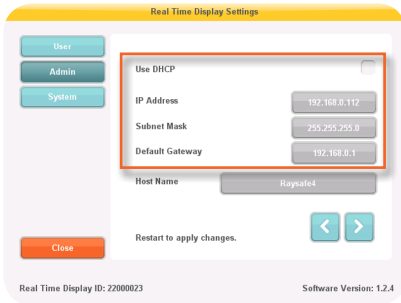 Real Time Display Settings
User
Admin
System
Use DHCP
IP Address 192.168.0.112
Subnet Mask 255.255.255.0
Default Gateway 192.168.0.1
Host Name Raysafe4
Restart to apply changes.
Close
Real Time Display ID: 22000023 Software Version: 1.2.4